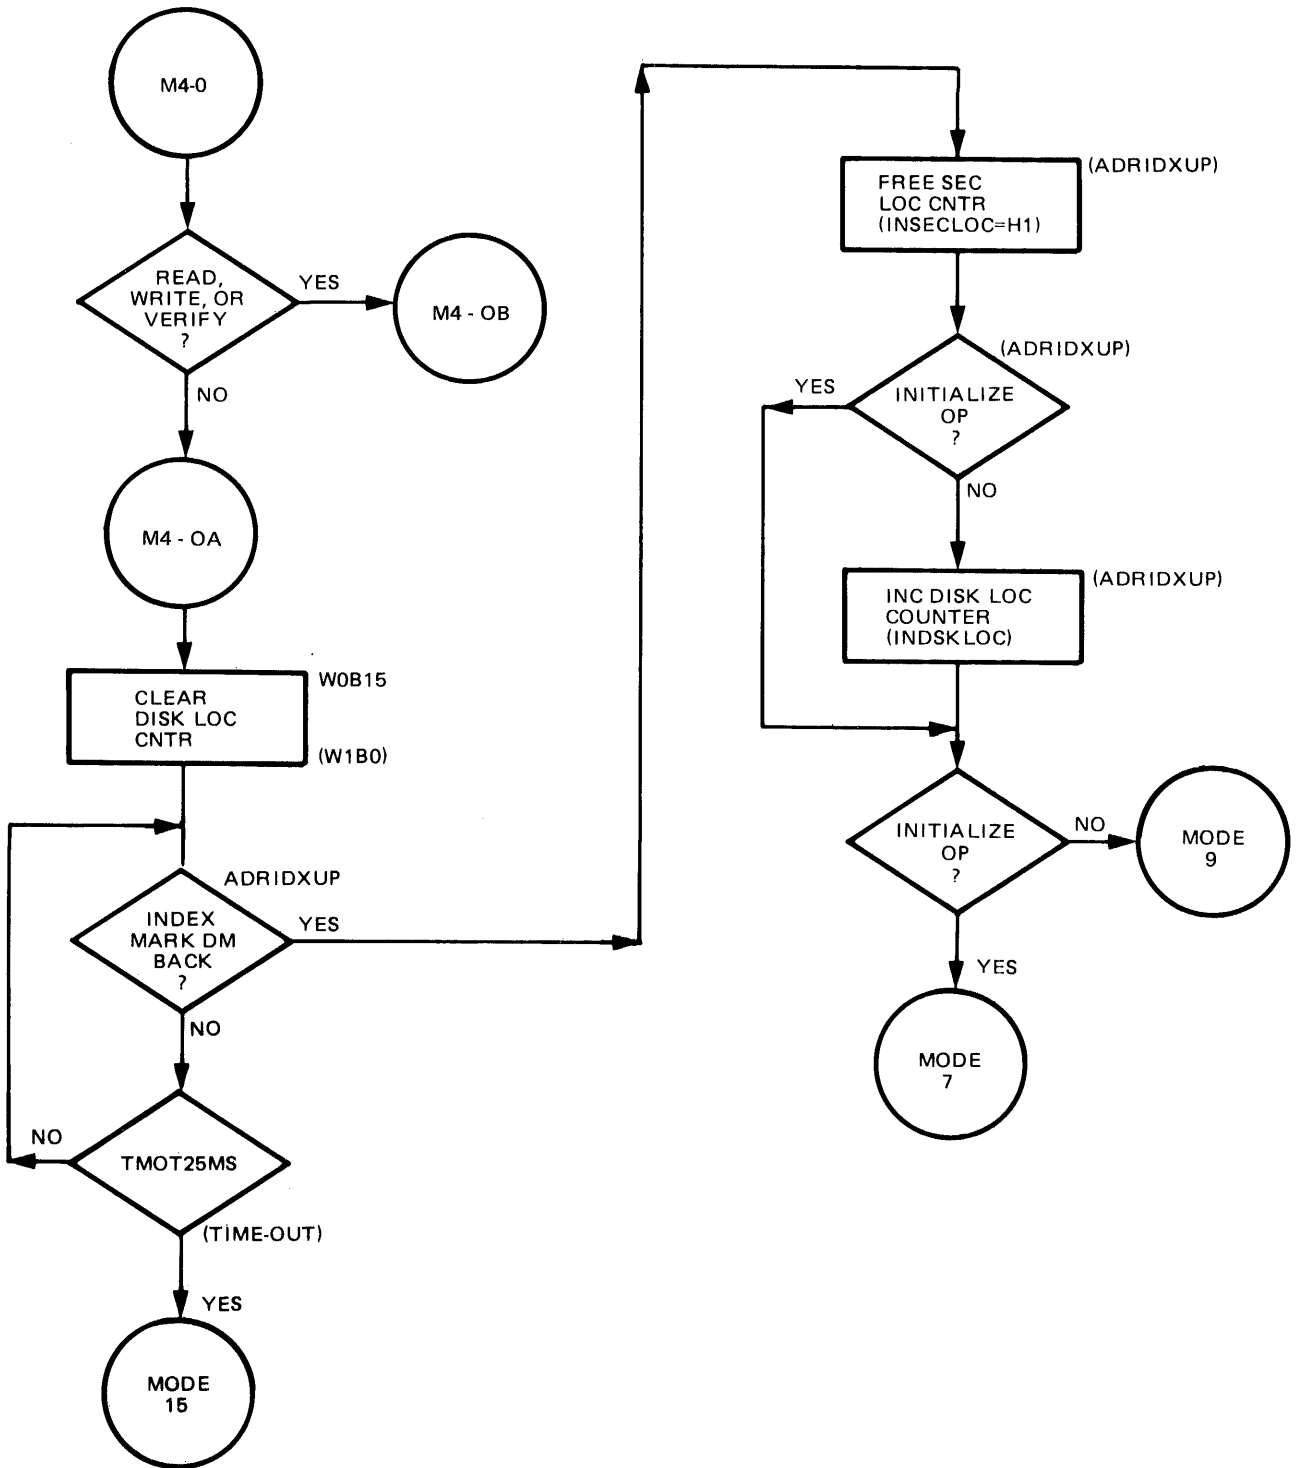 M4-0
READ,
WRITE, OR
VERIFY
?
YES
M4 - OB
NO
M4 - OA
CLEAR
DISK LOC
CNTR
W0B15
(W1B0)
ADRIDXUP
INDEX
MARK DM
BACK
?
YES
NO
TMOT25MS
NO
(TIME-OUT)
YES
MODE
15
FREE SEC
LOC CNTR
(INSECLOC=H1)
(ADRIDXUP)
(ADRIDXUP)
INITIALIZE
OP
?
YES
NO
INC DISK LOC
COUNTER
(INDSKLOC)
(ADRIDXUP)
INITIALIZE
OP
?
NO
MODE
9
YES
MODE
7